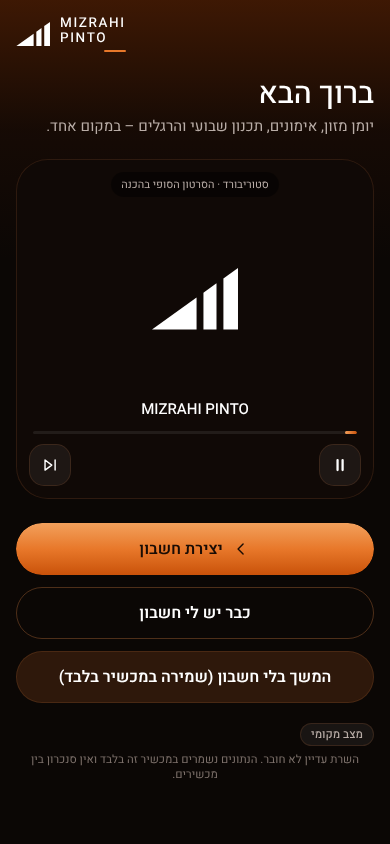 MIZRAHI
PINTO
ברוך הבא
יומן מזון, אימונים, תכנון שבועי והרגלים – במקום אחד.
סטוריבורד · הסרטון הסופי בהכנה
MIZRAHI PINTO
יצירת חשבון
כבר יש לי חשבון
המשך בלי חשבון (שמירה במכשיר בלבד)
מצב מקומי
השרת עדיין לא חובר. הנתונים נשמרים במכשיר זה בלבד ואין סנכרון בין
מכשירים.